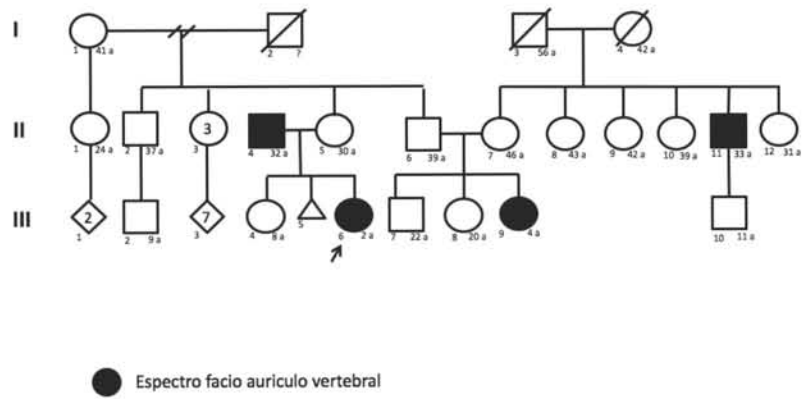 I
1 41 a 2 ? 3 56 a 4 42 a
II 3
1 24 a 2 37 a 3 4 32 a 5 30 a 6 39 a 7 46 a 8 43 a 9 42 a 10 39 a 11 33 a 12 31 a
III 2 7
1 2 9 a 3 4 8 a 5 6 2 a 7 22 a 8 20 a 9 4 a 10 11 a
Espectro facio auriculo vertebral